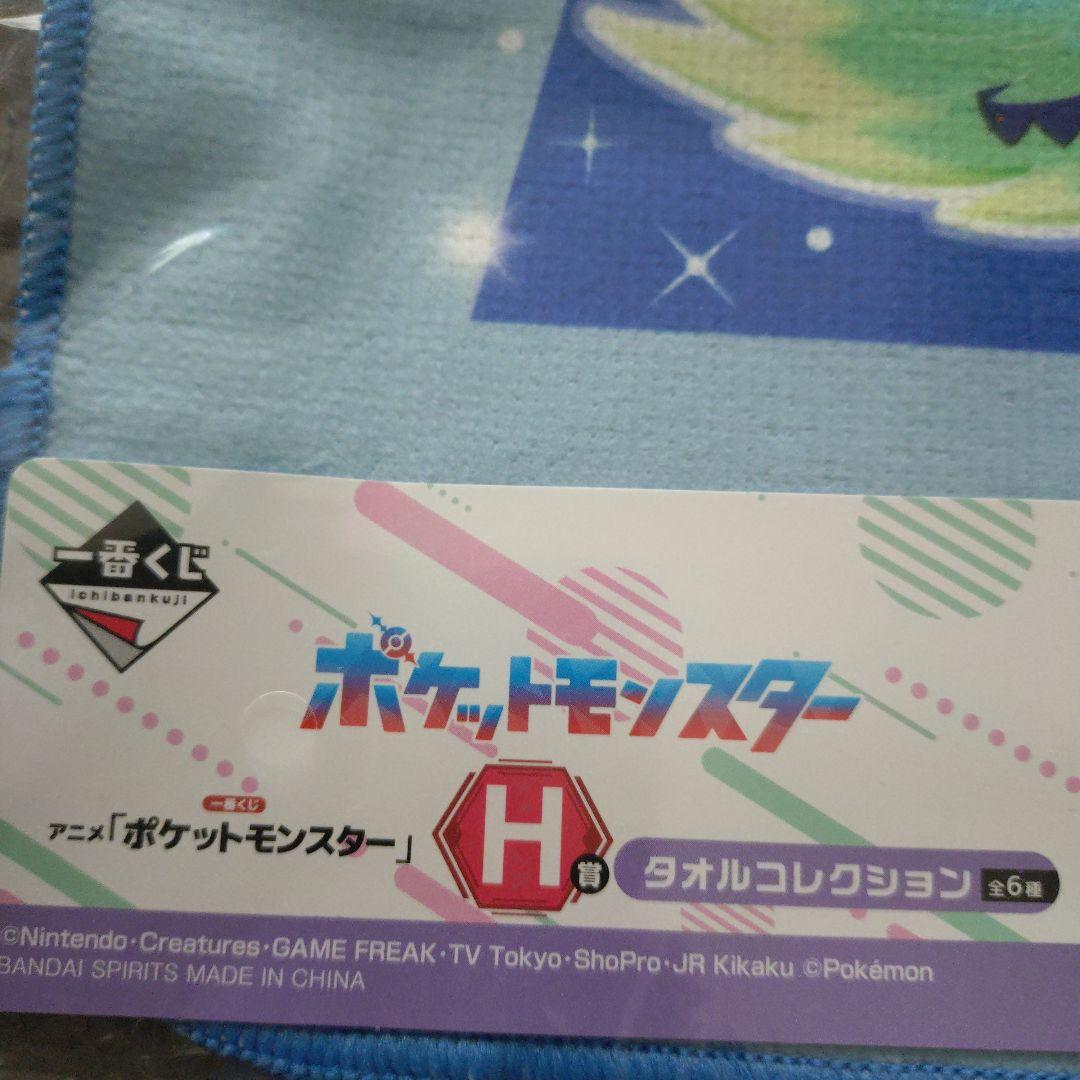 一番くじ
ichibankuji
ポケットモンスター
一番くじ
アニメ「ポケットモンスター」
H賞
タオルコレクション 全6種
©Nintendo・Creatures・GAME FREAK・TV Tokyo・ShoPro・JR Kikaku ©Pokémon
BANDAI SPIRITS MADE IN CHINA